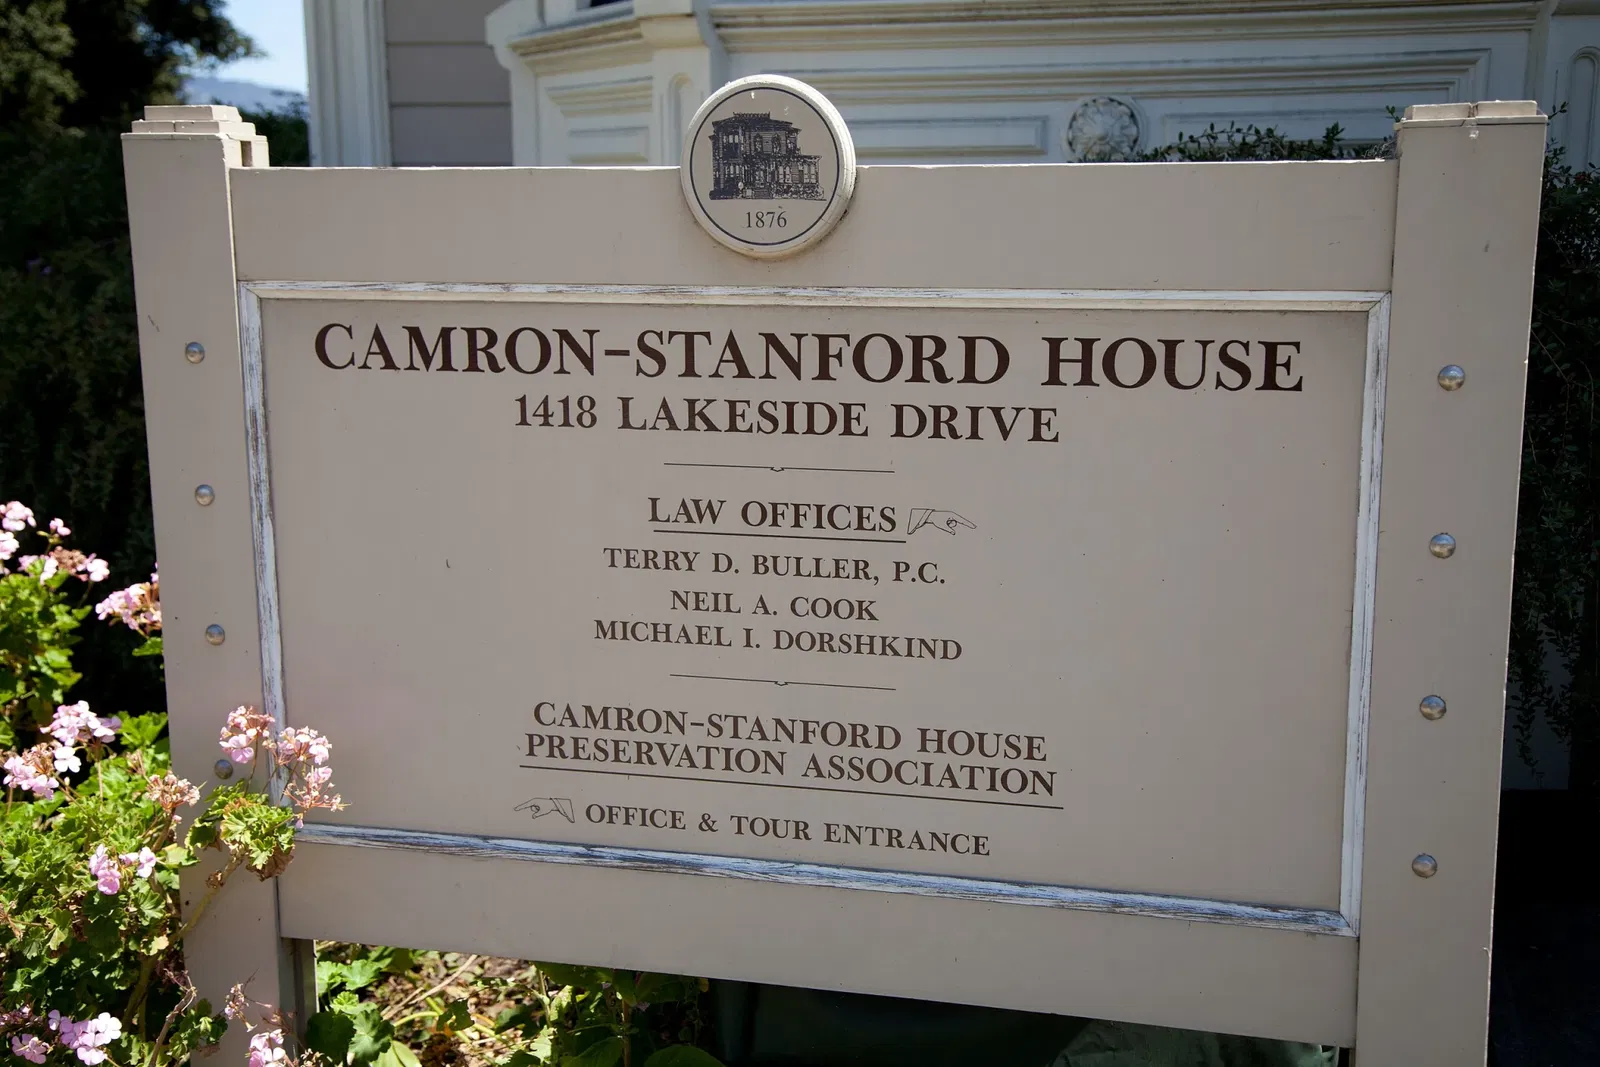 1876
CAMRON-STANFORD HOUSE
1418 LAKESIDE DRIVE
LAW OFFICES
TERRY D. BULLER, P.C.
NEIL A. COOK
MICHAEL I. DORSHKIND
CAMRON-STANFORD HOUSE
PRESERVATION ASSOCIATION
OFFICE & TOUR ENTRANCE